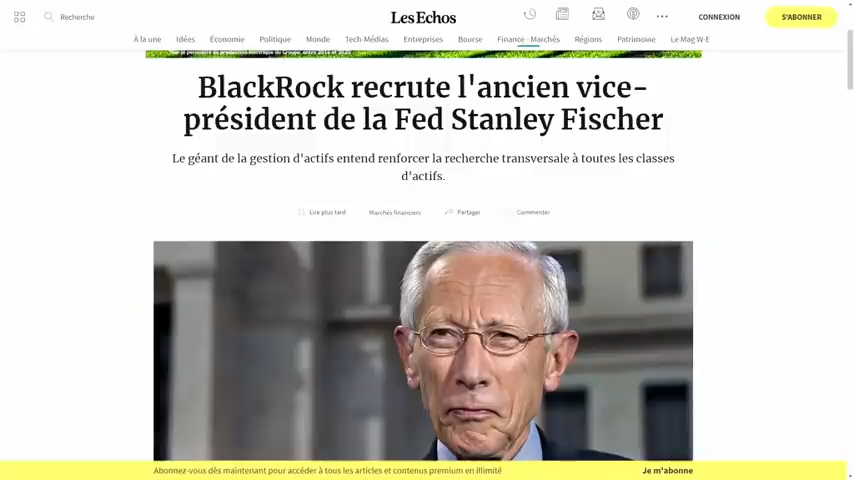 Recherche
Les Echos
CONNEXION
S'ABONNER
À la une
Idées
Économie
Politique
Monde
Tech-Médias
Entreprises
Bourse
Finance - Marchés
Régions
Patrimoine
Le Mag W-E
BlackRock recrute l'ancien vice-
président de la Fed Stanley Fischer
Le géant de la gestion d'actifs entend renforcer la recherche transversale à toutes les classes
d'actifs.
Lire plus tard
Marchés financiers
Partager
Commenter
Abonnez-vous dès maintenant pour accéder à tous les articles et contenus premium en illimité
Je m'abonne